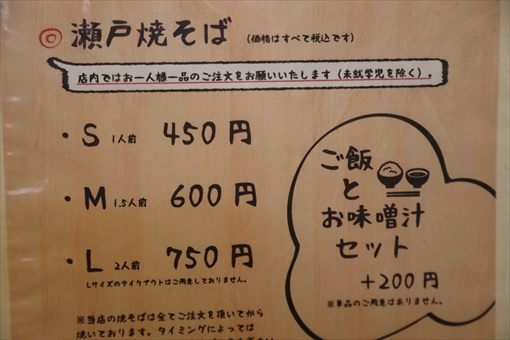 ◎瀬戸焼そば (価格はすべて税込です)
店内ではお一人様一品のご注文をお願いいたします(未就学児を除く)。
・S 1人前 450円
・M 1.5人前 600円
・L 2人前 750円
Lサイズのテイクアウトはご用意しておりません。
ご飯
と
お味噌汁
セット
+200円
※単品のご用意はありません。
※当店の焼そばは全てご注文を頂いてから
焼いております。タイミングによっては